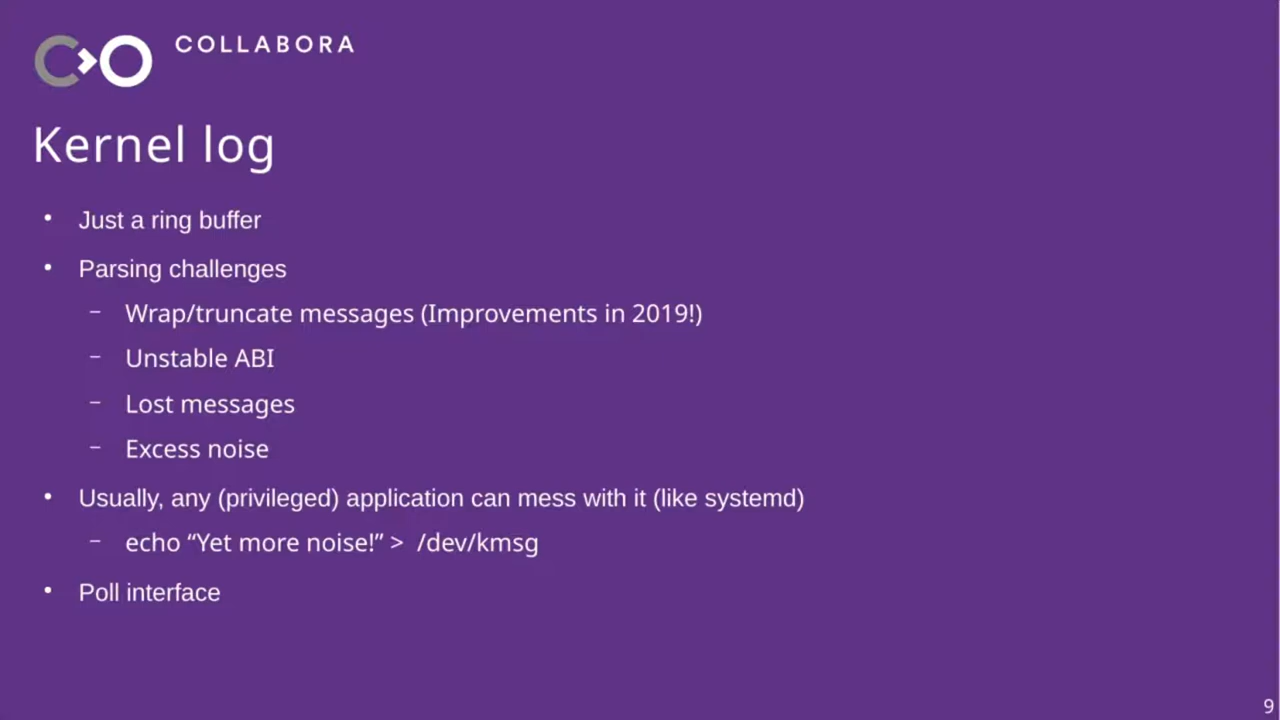 COLLABORA
Kernel log
• Just a ring buffer
• Parsing challenges
– Wrap/truncate messages (Improvements in 2019!)
– Unstable ABI
– Lost messages
– Excess noise
• Usually, any (privileged) application can mess with it (like systemd)
– echo “Yet more noise!” >  /dev/kmsg
• Poll interface
9